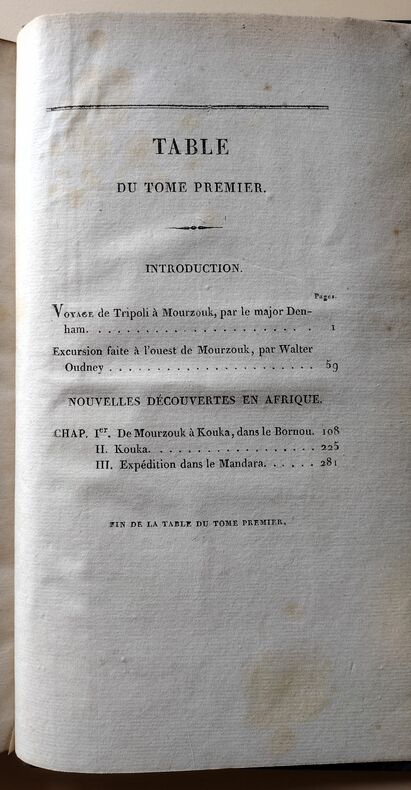 TABLE
DU TOME PREMIER.
INTRODUCTION.
Pages.
VOYAGE de Tripoli à Mourzouk, par le major Den-
ham. . . . . . . . . . . . . . . . . . . . . . . 1
Excursion faite à l'ouest de Mourzouk, par Walter
Oudney . . . . . . . . . . . . . . . . . . . . . 59
NOUVELLES DÉCOUVERTES EN AFRIQUE.
CHAP. Ier. De Mourzouk à Kouka, dans le Bornou. 108
II. Kouka. . . . . . . . . . . . . . . . . . 225
III. Expédition dans le Mandara. . . . . . 281
FIN DE LA TABLE DU TOME PREMIER.